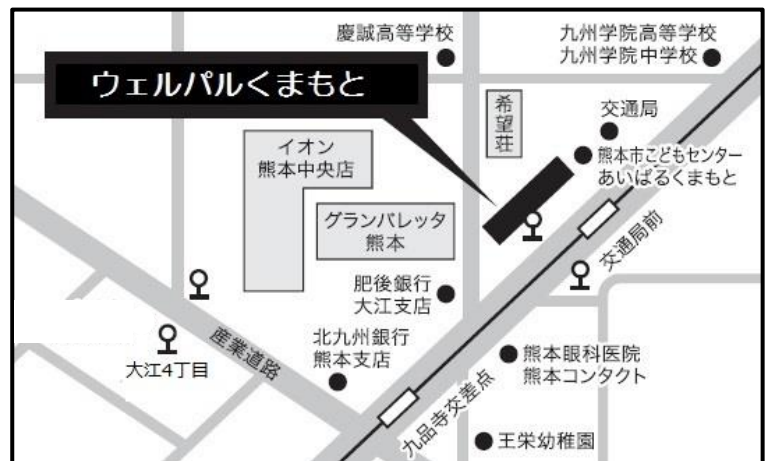 慶誠高等学校
九州学院高等学校
九州学院中学校
ウェルパルくまもと
希望荘
交通局
イオン
熊本中央店
熊本市こどもセンター
あいぱるくまもと
グランパレッタ
熊本
交通局前
肥後銀行
大江支店
北九州銀行
熊本支店
産業道路
大江4丁目
熊本眼科医院
熊本コンタクト
九品寺交差点
王栄幼稚園